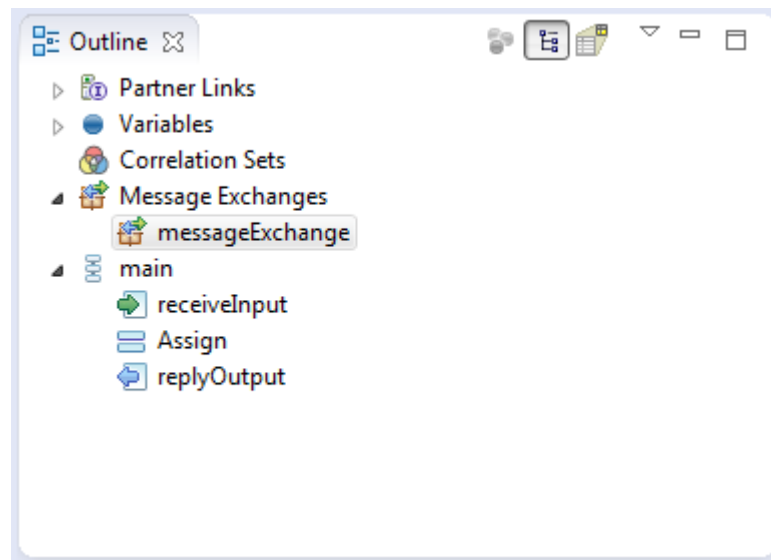 Outline
Partner Links
Variables
Correlation Sets
Message Exchanges
messageExchange
main
receiveInput
Assign
replyOutput